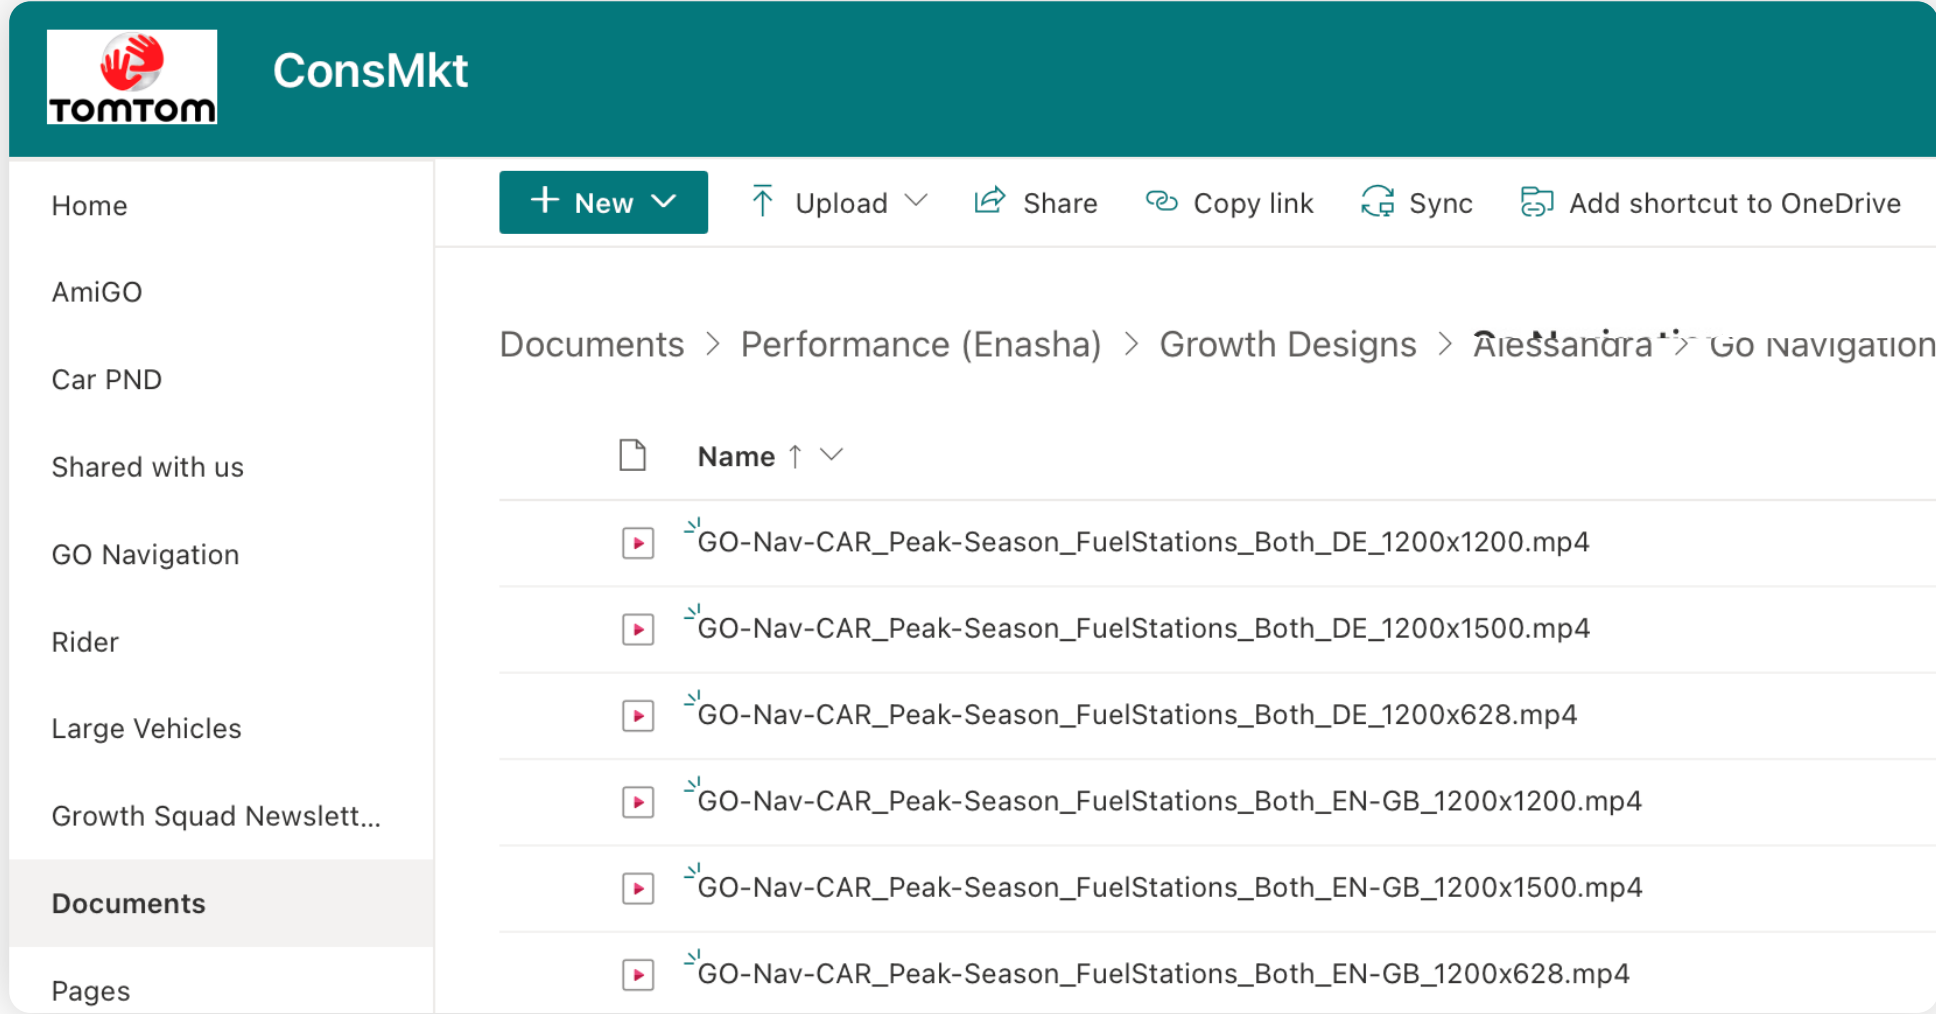 TOMTOM
ConsMkt
Home
AmiGO
Car PND
Shared with us
GO Navigation
Rider
Large Vehicles
Growth Squad Newslett...
Documents
Pages
+ New
Upload
Share
Copy link
Sync
Add shortcut to OneDrive
Documents > Performance (Enasha) > Growth Designs > Alessandra > Go Navigation
Name ↑
GO-Nav-CAR_Peak-Season_FuelStations_Both_DE_1200x1200.mp4
GO-Nav-CAR_Peak-Season_FuelStations_Both_DE_1200x1500.mp4
GO-Nav-CAR_Peak-Season_FuelStations_Both_DE_1200x628.mp4
GO-Nav-CAR_Peak-Season_FuelStations_Both_EN-GB_1200x1200.mp4
GO-Nav-CAR_Peak-Season_FuelStations_Both_EN-GB_1200x1500.mp4
GO-Nav-CAR_Peak-Season_FuelStations_Both_EN-GB_1200x628.mp4